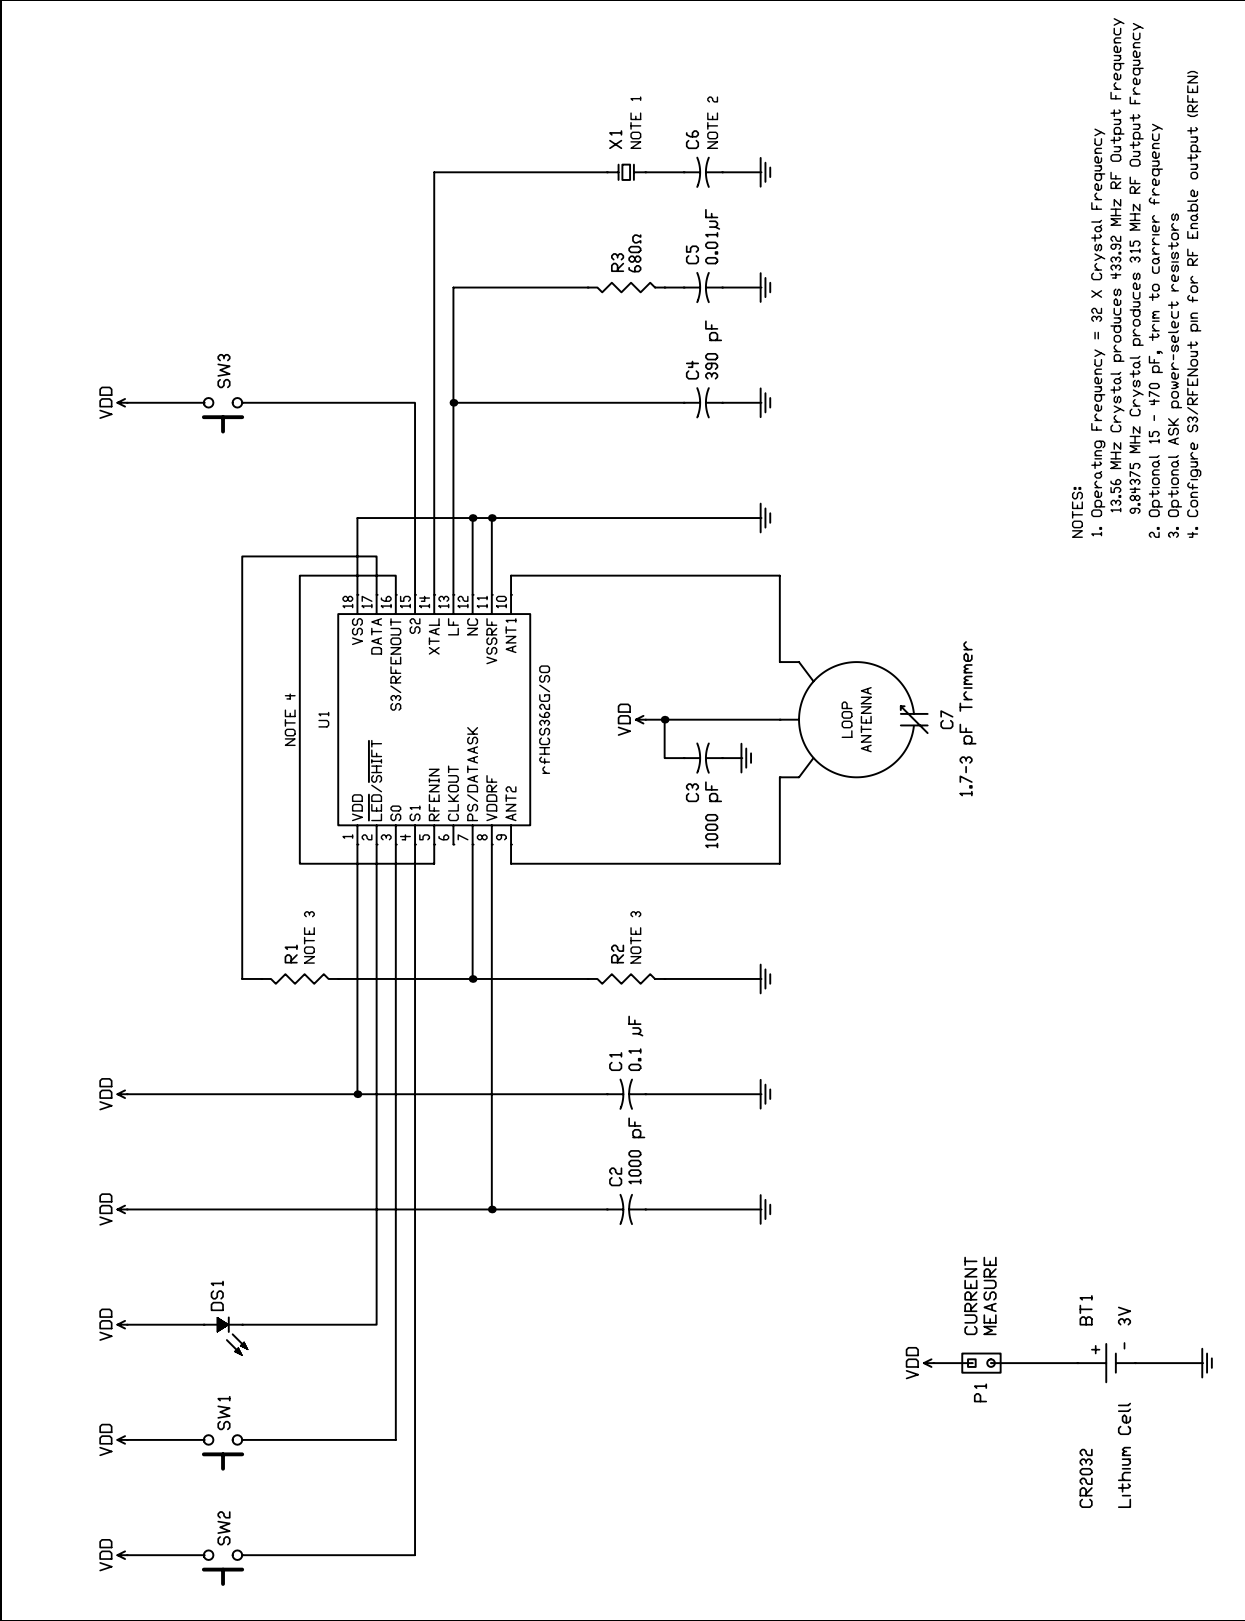 VDD
VDD
VDD
VDD
VDD
VDD
SW2
SW1
DS1
SW3
R1
NOTE 3
NOTE 4
U1
1
2
3
4
5
6
7
8
9
VDD
LED/SHIFT
S0
S1
RFENIN
CLKOUT
PS/DATAASK
VDDRF
ANT2
VSS
DATA
S3/RFENOUT
S2
XTAL
LF
NC
VSSRF
ANT1
18
17
16
15
14
13
12
11
10
rfHCS362G/SO
C2
1000 pF
C1
0.1 µF
R2
NOTE 3
C3
1000 pF
VDD
C4
390 pF
R3
680Ω
C5
0.01µF
X1
NOTE 1
C6
NOTE 2
LOOP
ANTENNA
C7
1.7-3 pF Trimmer
VDD
P1
CURRENT
MEASURE
CR2032
Lithium Cell
+
BT1
-
3V
NOTES:
1. Operating Frequency = 32 X Crystal Frequency
13.56 MHz Crystal produces 433.92 MHz RF Output Frequency
9.84375 MHz Crystal produces 315 MHz RF Output Frequency
2. Optional 15 - 470 pF, trim to carrier frequency
3. Optional ASK power-select resistors
4. Configure S3/RFENout pin for RF Enable output (RFEN)